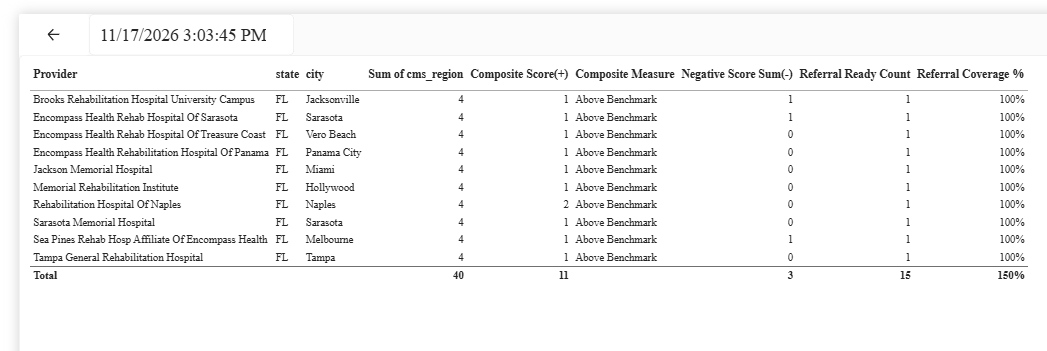 ← 11/17/2026 3:03:45 PM
Provider state city Sum of cms_region Composite Score(+) Composite Measure Negative Score Sum(-) Referral Ready Count Referral Coverage %
Brooks Rehabilitation Hospital University Campus FL Jacksonville 4 1 Above Benchmark 1 1 100%
Encompass Health Rehab Hospital Of Sarasota FL Sarasota 4 1 Above Benchmark 1 1 100%
Encompass Health Rehab Hospital Of Treasure Coast FL Vero Beach 4 1 Above Benchmark 0 1 100%
Encompass Health Rehabilitation Hospital Of Panama FL Panama City 4 1 Above Benchmark 0 1 100%
Jackson Memorial Hospital FL Miami 4 1 Above Benchmark 0 1 100%
Memorial Rehabilitation Institute FL Hollywood 4 1 Above Benchmark 0 1 100%
Rehabilitation Hospital Of Naples FL Naples 4 2 Above Benchmark 0 1 100%
Sarasota Memorial Hospital FL Sarasota 4 1 Above Benchmark 0 1 100%
Sea Pines Rehab Hosp Affiliate Of Encompass Health FL Melbourne 4 1 Above Benchmark 1 1 100%
Tampa General Rehabilitation Hospital FL Tampa 4 1 Above Benchmark 0 1 100%
Total 40 11 3 15 150%